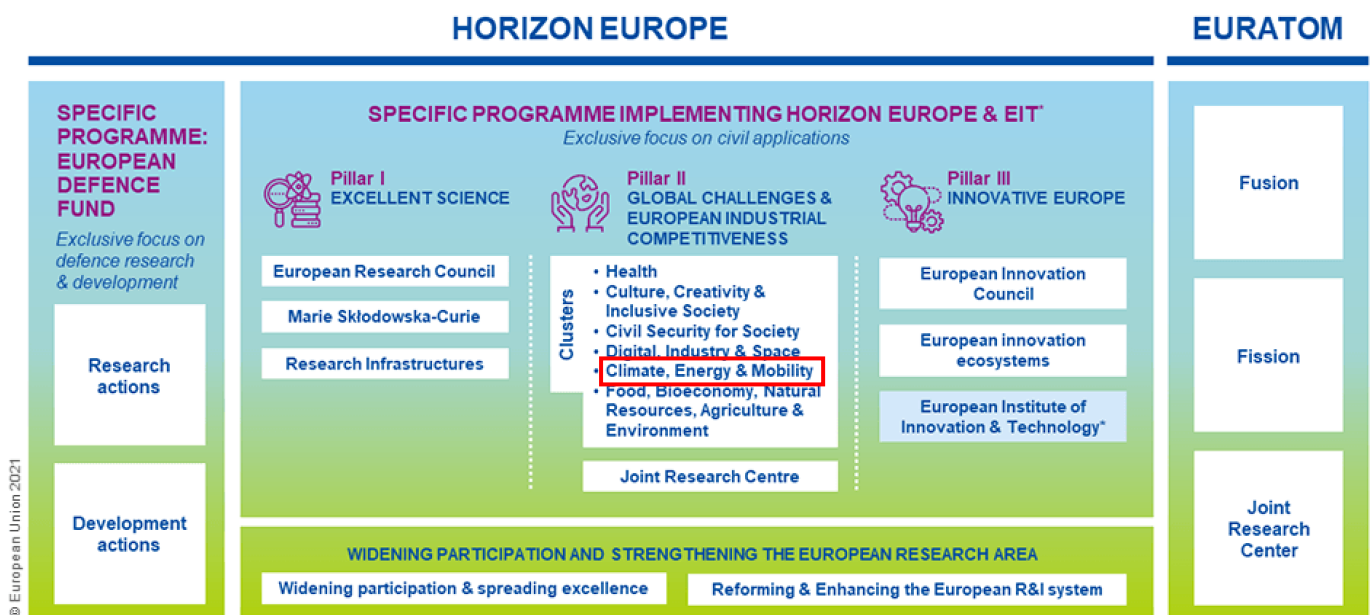 HORIZON EUROPE
EURATOM
SPECIFIC
PROGRAMME:
EUROPEAN
DEFENCE
FUND
Exclusive focus on
defence research
& development
Research
actions
Development
actions
SPECIFIC PROGRAMME IMPLEMENTING HORIZON EUROPE & EIT*
Exclusive focus on civil applications
Pillar I
EXCELLENT SCIENCE
European Research Council
Marie Skłodowska-Curie
Research Infrastructures
Pillar II
GLOBAL CHALLENGES &
EUROPEAN INDUSTRIAL
COMPETITIVENESS
Clusters
• Health
• Culture, Creativity &
Inclusive Society
• Civil Security for Society
• Digital, Industry & Space
• Climate, Energy & Mobility
• Food, Bioeconomy, Natural
Resources, Agriculture &
Environment
Joint Research Centre
Pillar III
INNOVATIVE EUROPE
European Innovation
Council
European innovation
ecosystems
European Institute of
Innovation & Technology*
WIDENING PARTICIPATION AND STRENGTHENING THE EUROPEAN RESEARCH AREA
Widening participation & spreading excellence
Reforming & Enhancing the European R&I system
Fusion
Fission
Joint
Research
Center
© European Union 2021